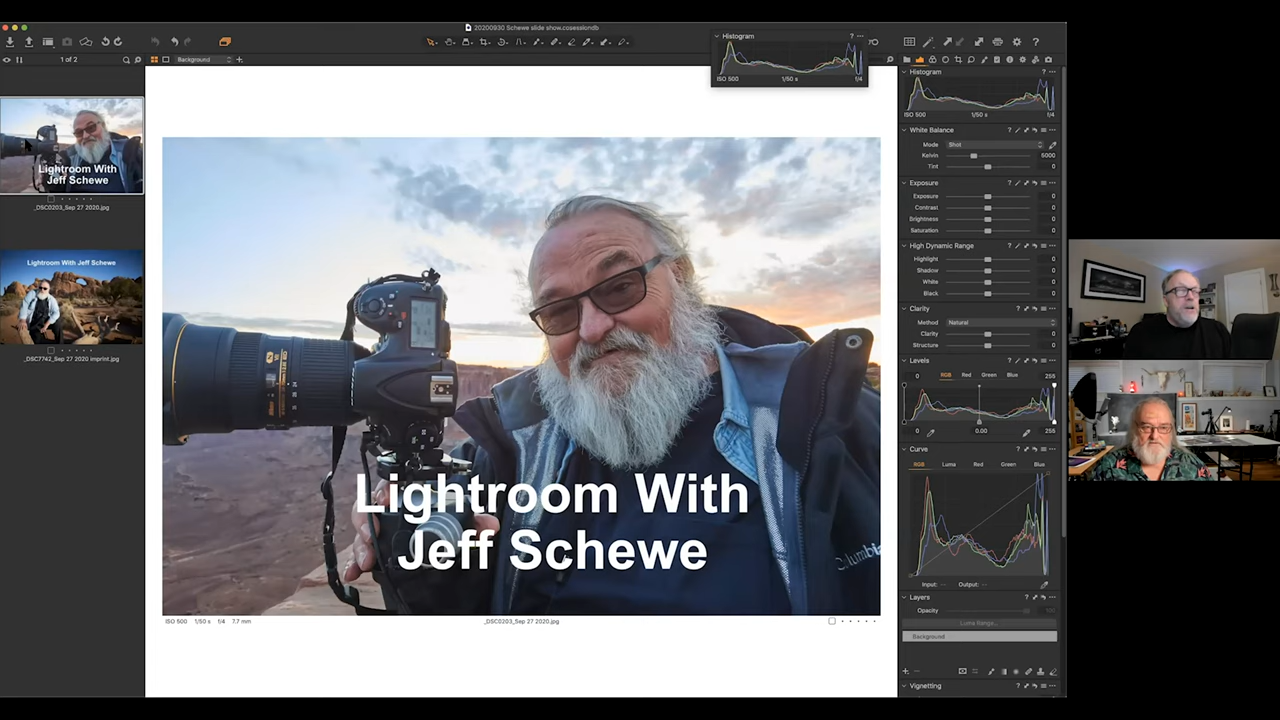 20200930 Schewe slide show.cosessiondb
Histogram
ISO 500 1/50 s f/4
1 of 2
Background
Lightroom With
Jeff Schewe
_DSC0203_Sep 27 2020.jpg
Lightroom With Jeff Schewe
_DSC7742_Sep 27 2020 imprint.jpg
Lightroom With
Jeff Schewe
Columbia
ISO 500 1/50 s f/4 7.7 mm
_DSC0203_Sep 27 2020.jpg
Histogram
ISO 500 1/50 s f/4
White Balance
Mode Shot
Kelvin 5000
Tint 0
Exposure
Exposure 0
Contrast 0
Brightness 0
Saturation 0
High Dynamic Range
Highlight 0
Shadow 0
White 0
Black 0
Clarity
Method Natural
Clarity 0
Structure 0
Levels
0 RGB Red Green Blue 255
0 0.00 255
Curve
RGB Luma Red Green Blue
Input: -- Output: --
Layers
Opacity 100
Luma Range...
Background
Vignetting